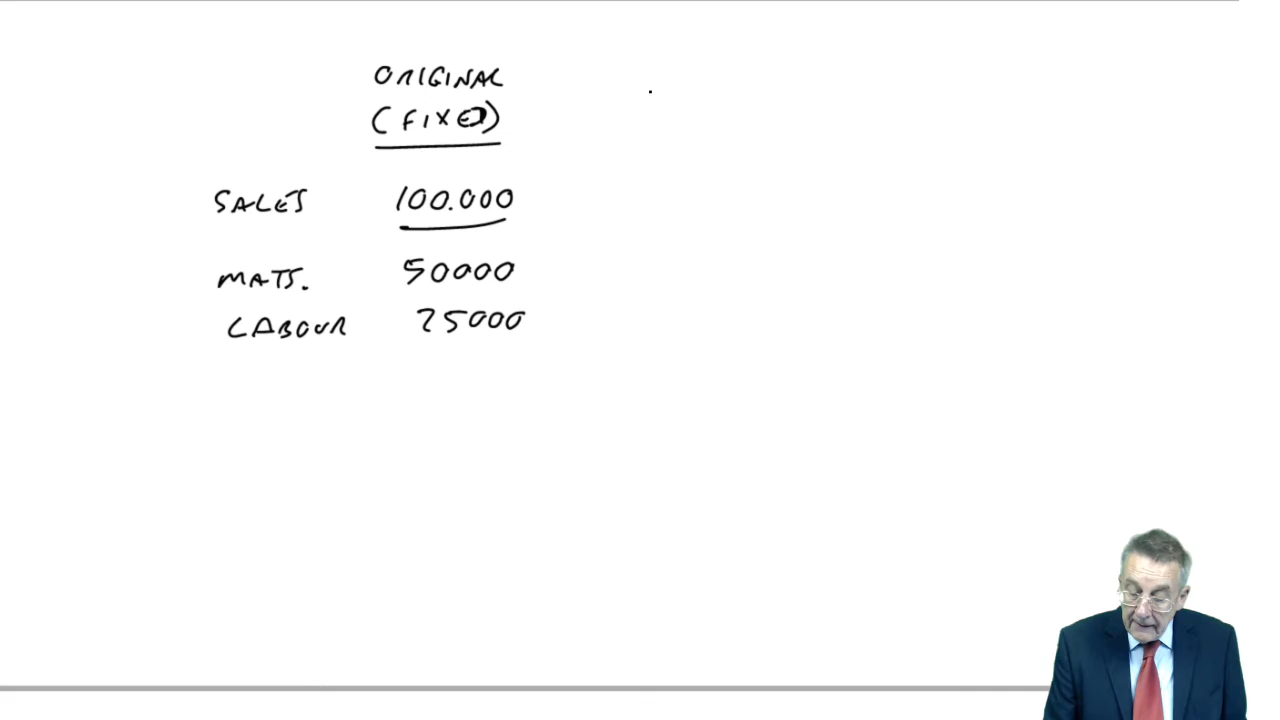 ORIGINAL
(FIXED)
SALES 100.000
MATS. 50000
LABOUR 25000